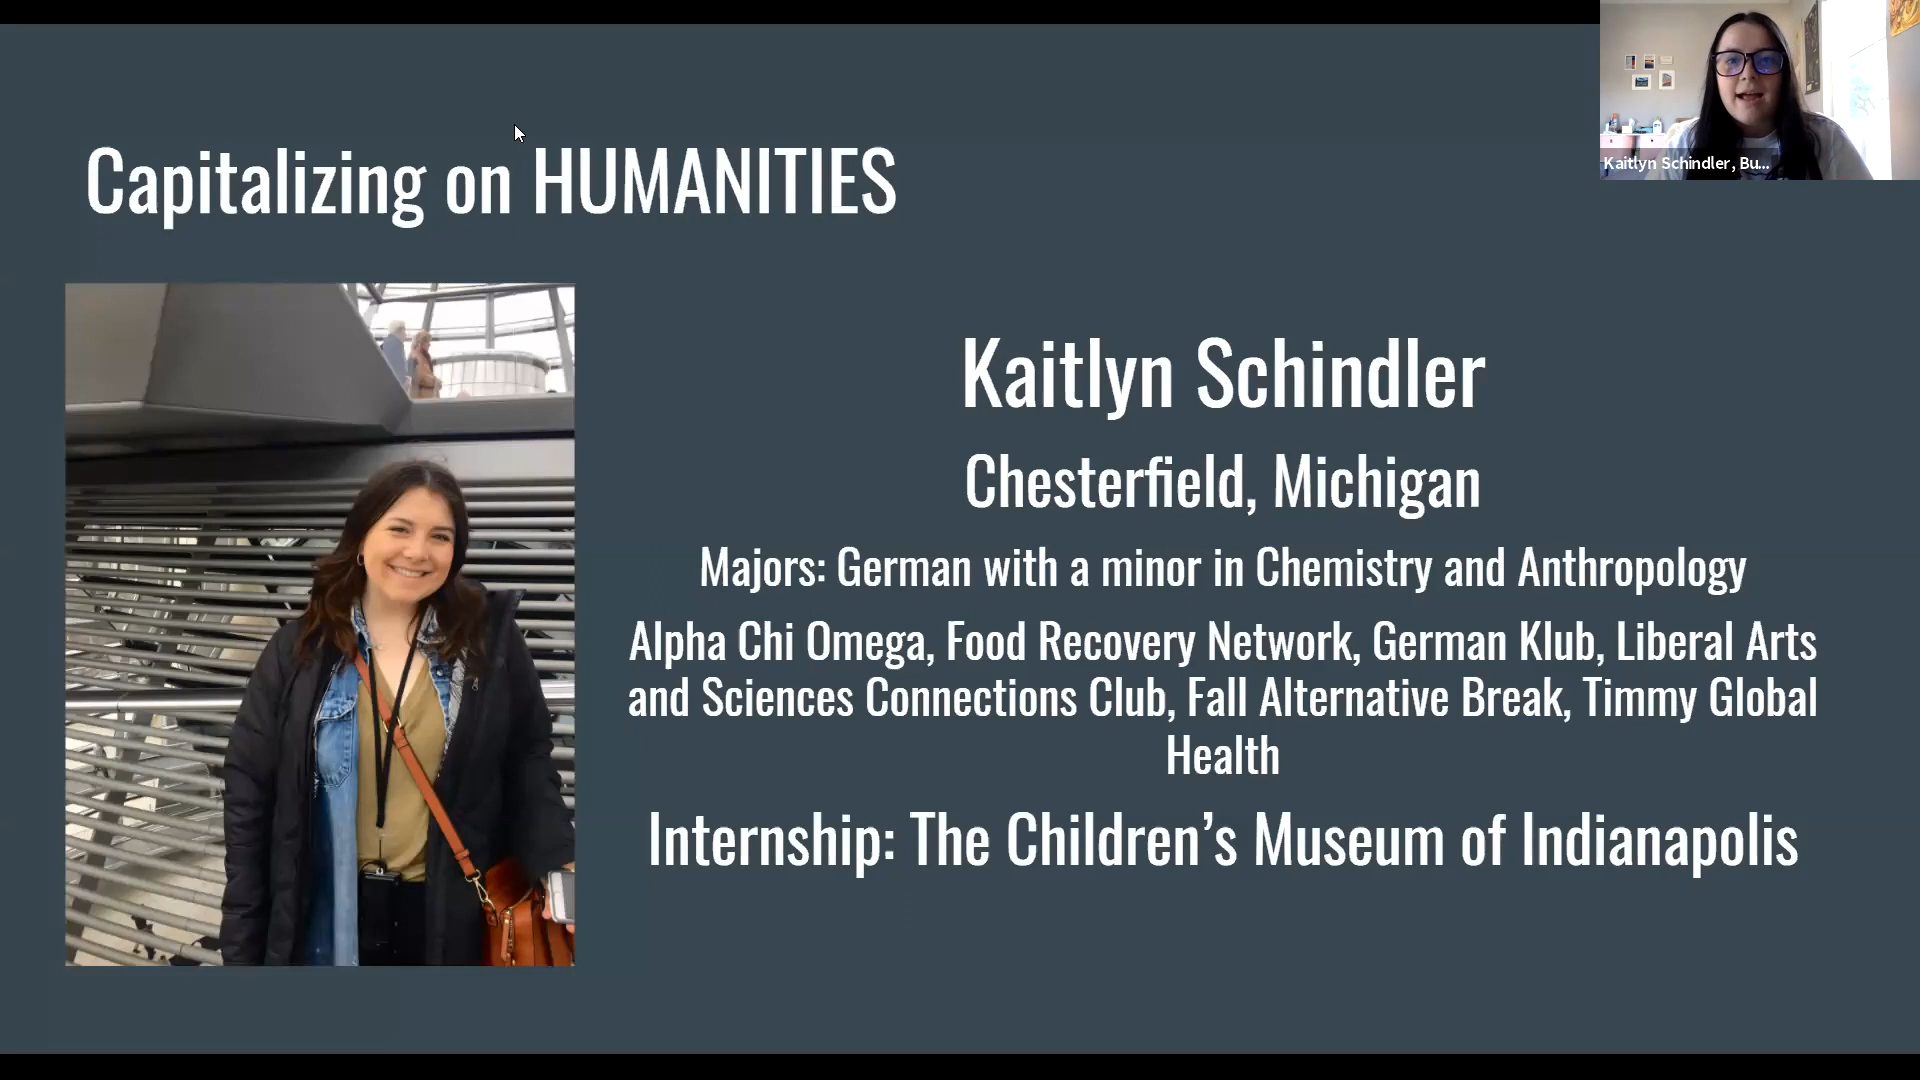 Capitalizing on HUMANITIES
Kaitlyn Schindler, Bu...
Kaitlyn Schindler
Chesterfield, Michigan
Majors: German with a minor in Chemistry and Anthropology
Alpha Chi Omega, Food Recovery Network, German Klub, Liberal Arts
and Sciences Connections Club, Fall Alternative Break, Timmy Global
Health
Internship: The Children’s Museum of Indianapolis